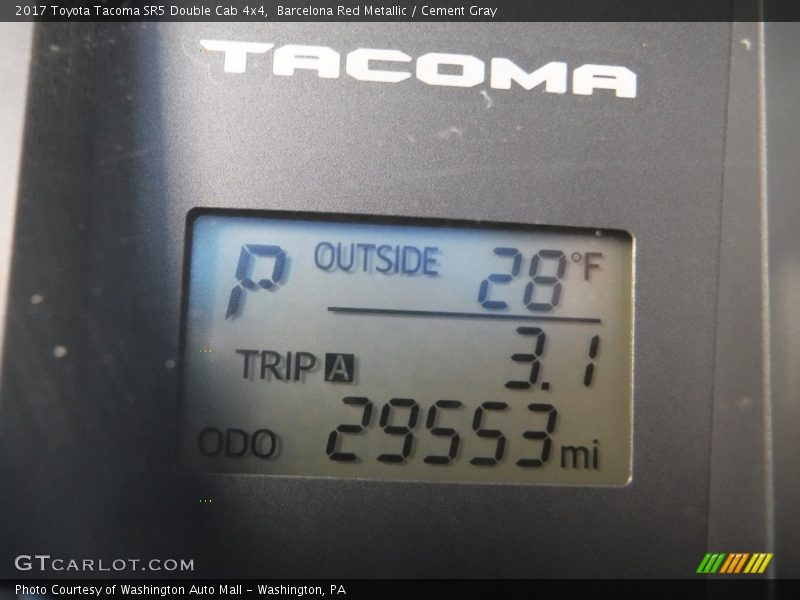 2017 Toyota Tacoma SR5 Double Cab 4x4,  Barcelona Red Metallic / Cement Gray
TACOMA
P OUTSIDE 28°F
TRIP A 3.1
ODO 29553 mi
GTCARLOT.COM
Photo Courtesy of Washington Auto Mall - Washington, PA